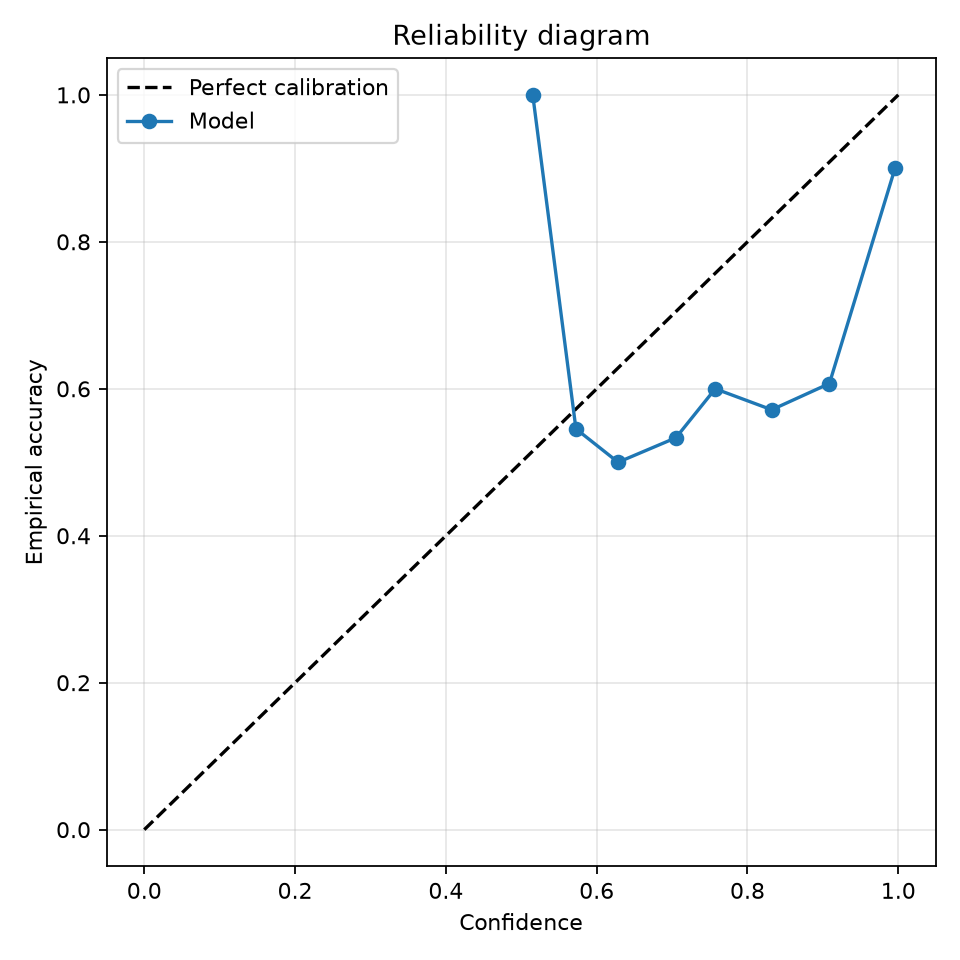 Reliability diagram
Perfect calibration
Model
1.0
0.8
0.6
0.4
0.2
0.0
Empirical accuracy
0.0 0.2 0.4 0.6 0.8 1.0
Confidence